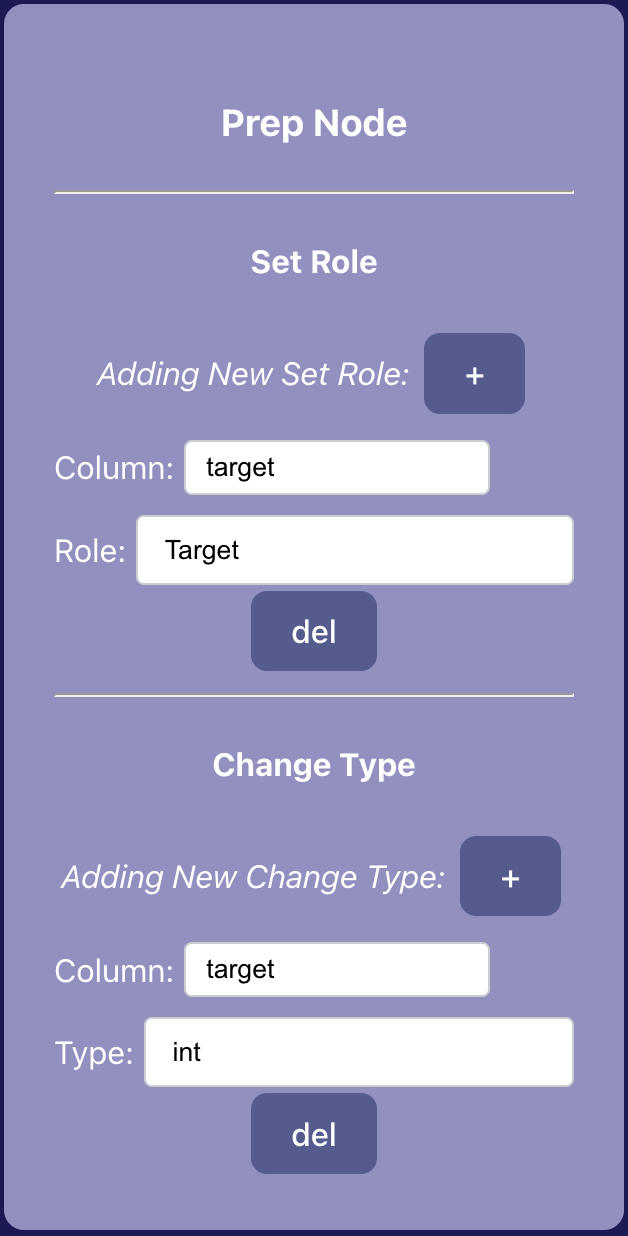 Prep Node
Set Role
Adding New Set Role: +
Column: target
Role: Target
del
Change Type
Adding New Change Type: +
Column: target
Type: int
del